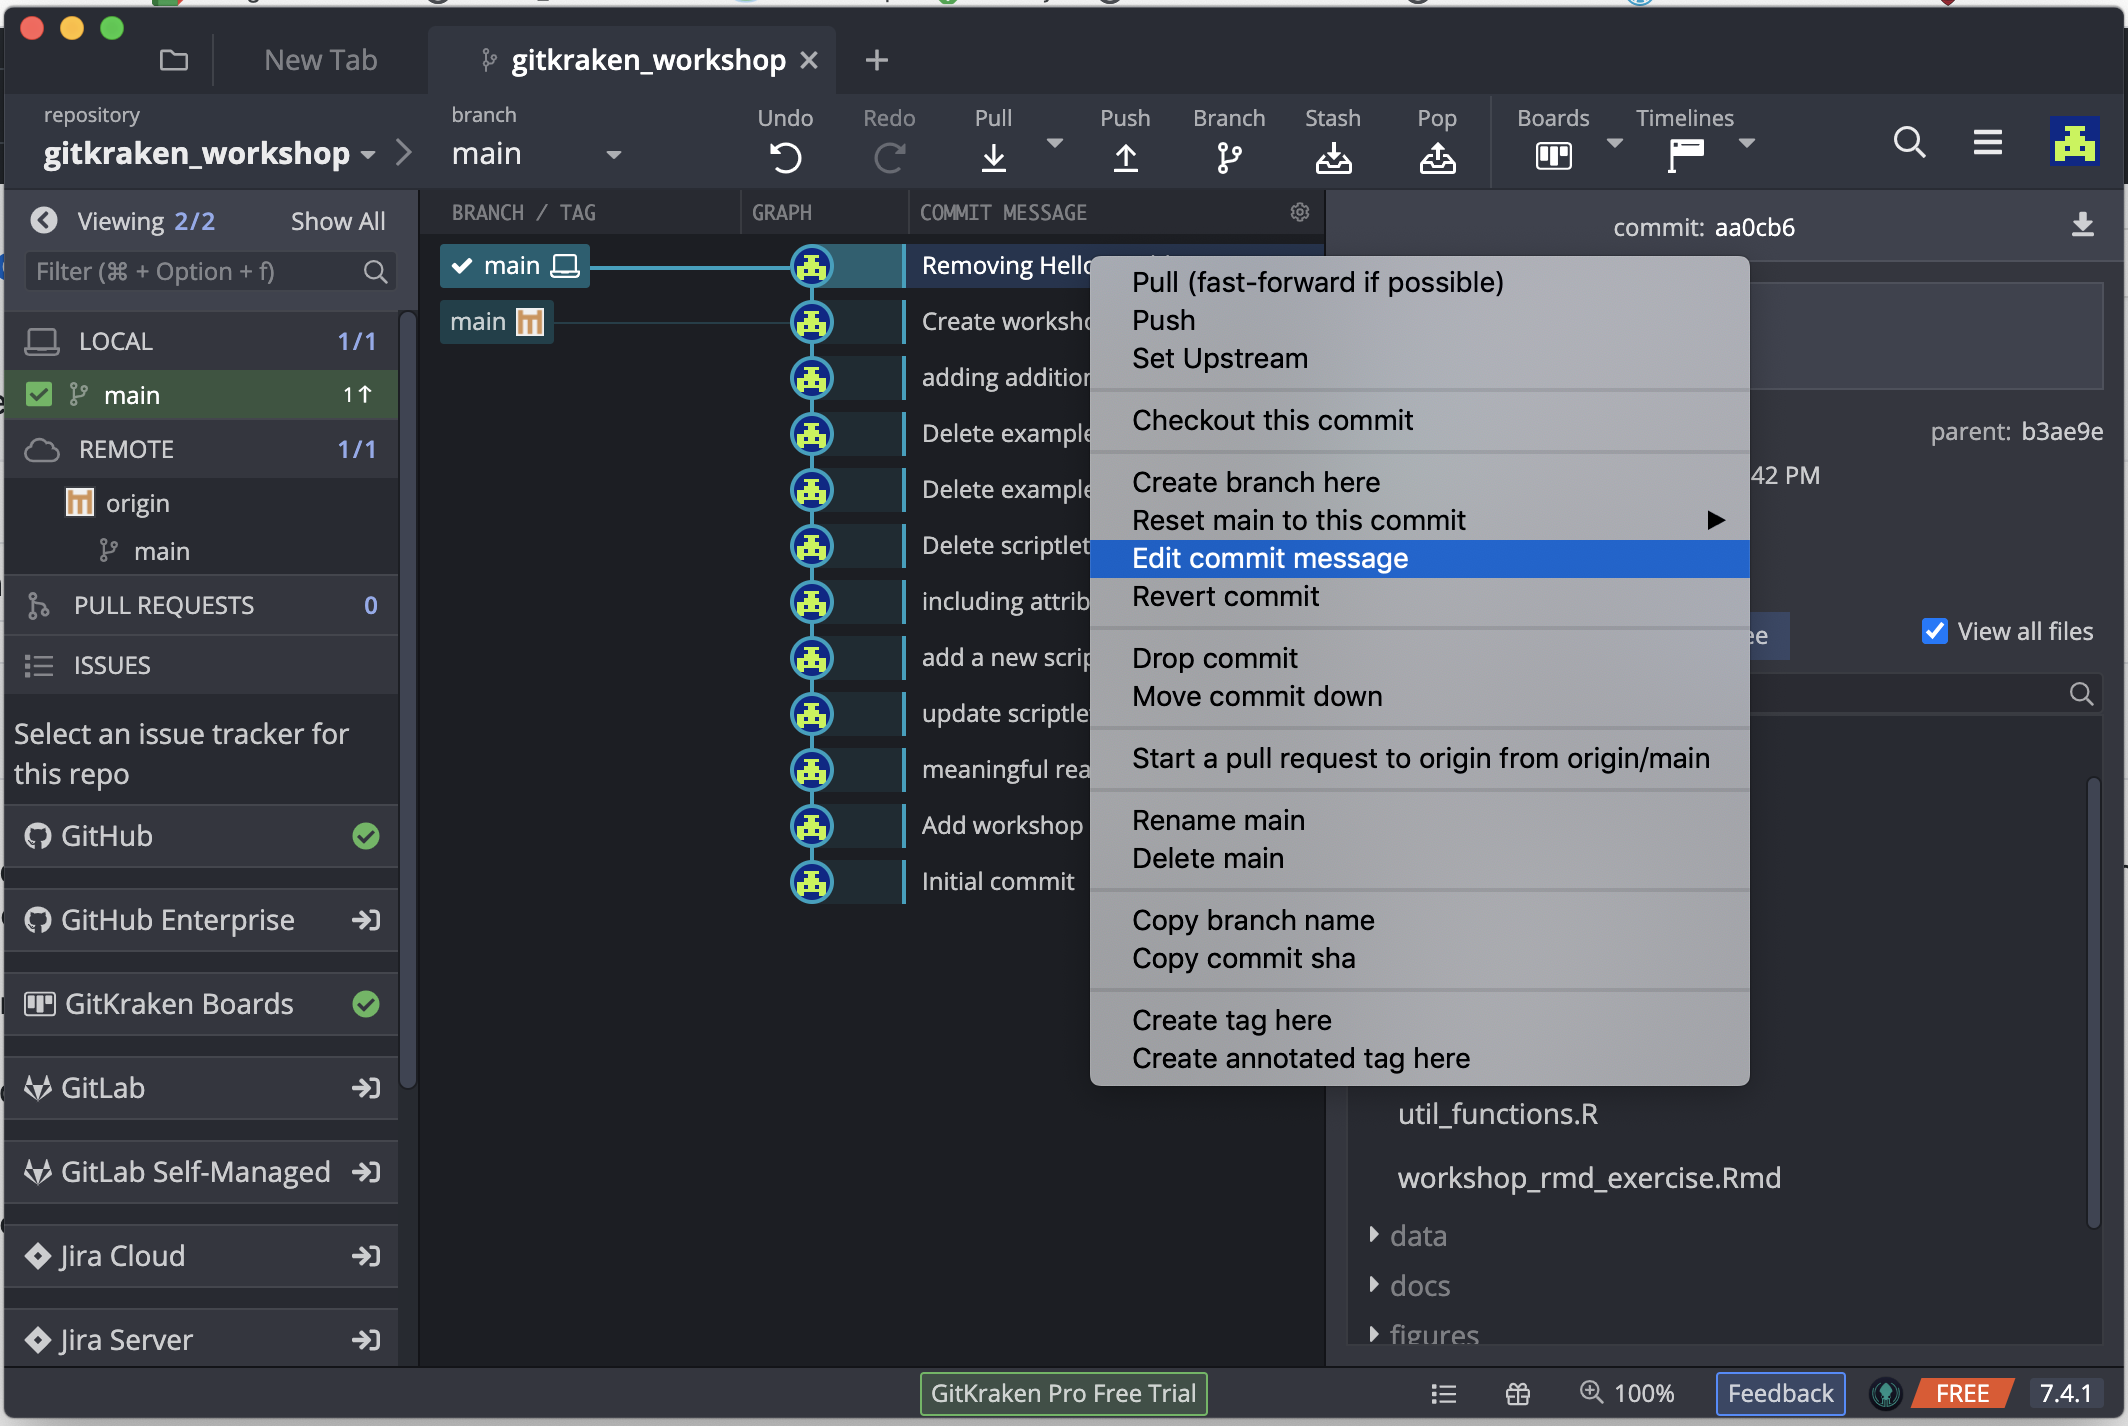 New Tab
gitkraken_workshop
repository
gitkraken_workshop
branch
main
Undo
Redo
Pull
Push
Branch
Stash
Pop
Boards
Timelines
Viewing 2/2
Show All
Filter (⌘ + Option + f)
LOCAL 1/1
main 1↑
REMOTE 1/1
origin
main
PULL REQUESTS 0
ISSUES
Select an issue tracker for
this repo
GitHub
GitHub Enterprise
GitKraken Boards
GitLab
GitLab Self-Managed
Jira Cloud
Jira Server
BRANCH / TAG
GRAPH
COMMIT MESSAGE
main
Removing Hello
main
Create worksho
adding addition
Delete example
Delete example
Delete scriptlet
including attrib
add a new scrip
update scriptle
meaningful rea
Add workshop
Initial commit
Pull (fast-forward if possible)
Push
Set Upstream
Checkout this commit
Create branch here
Reset main to this commit
Edit commit message
Revert commit
Drop commit
Move commit down
Start a pull request to origin from origin/main
Rename main
Delete main
Copy branch name
Copy commit sha
Create tag here
Create annotated tag here
commit: aa0cb6
parent: b3ae9e
42 PM
ee
View all files
util_functions.R
workshop_rmd_exercise.Rmd
data
docs
figures
GitKraken Pro Free Trial
100%
Feedback
FREE
7.4.1